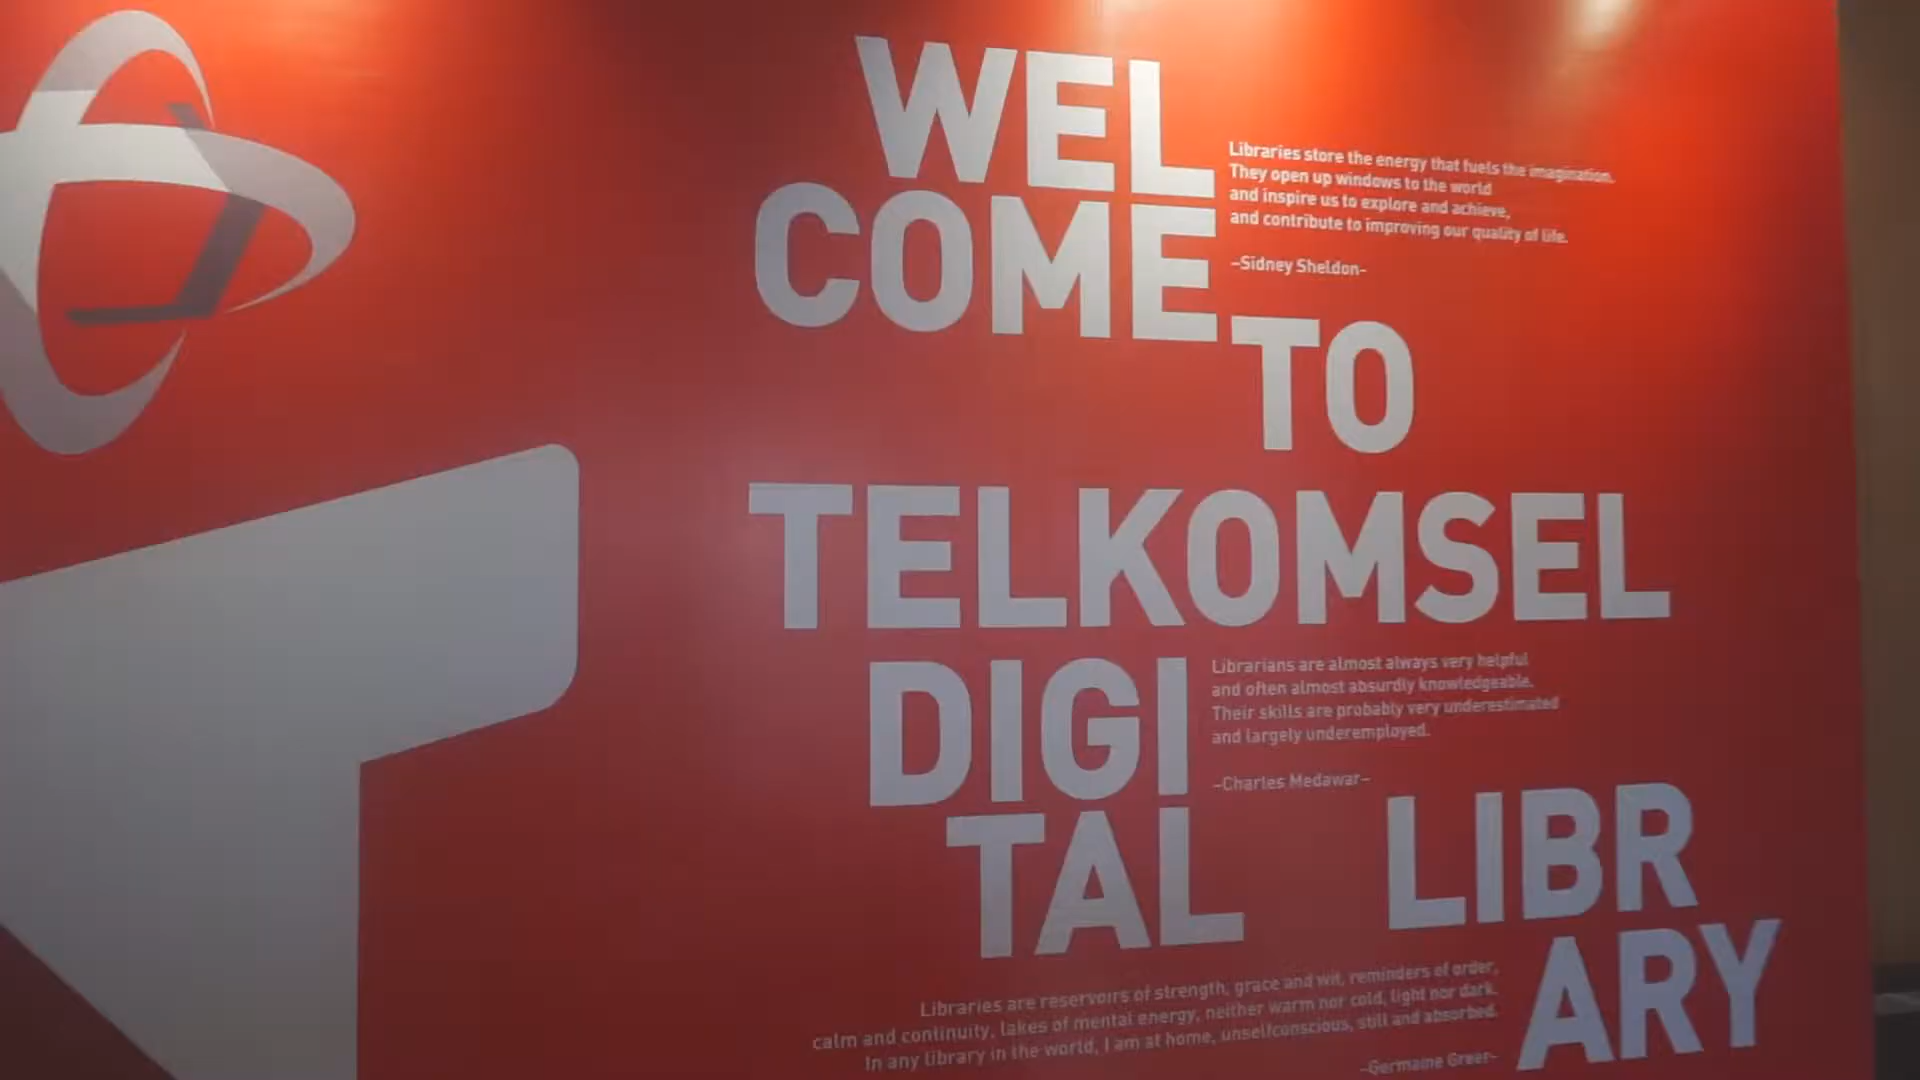 WEL
COME
Libraries store the energy that fuels the imagination.
They open up windows to the world
and inspire us to explore and achieve,
and contribute to improving our quality of life.
-Sidney Sheldon-
TO
TELKOMSEL
DIGI
TAL
Librarians are almost always very helpful
and often almost absurdly knowledgeable.
Their skills are probably very underestimated
and largely underemployed.
-Charles Medawar-
LIBR
ARY
Libraries are reservoirs of strength, grace and wit, reminders of order,
calm and continuity, lakes of mental energy, neither warm nor cold, light nor dark.
In any library in the world, I am at home, unselfconscious, still and absorbed.
-Germaine Greer-